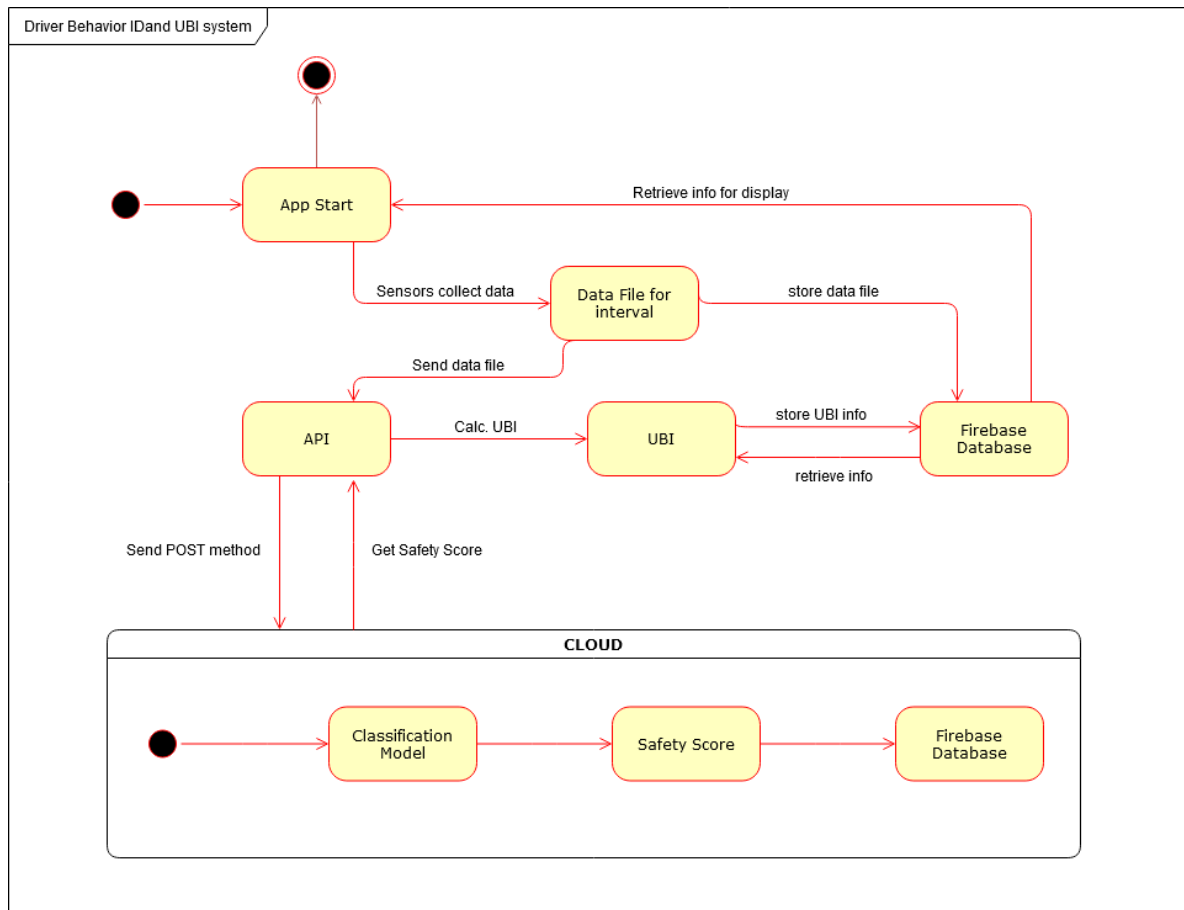 Driver Behavior IDand UBI system
App Start
Retrieve info for display
Sensors collect data
Data File for
interval
store data file
Send data file
API
Calc. UBI
UBI
store UBI info
Firebase
Database
retrieve info
Send POST method
Get Safety Score
CLOUD
Classification
Model
Safety Score
Firebase
Database